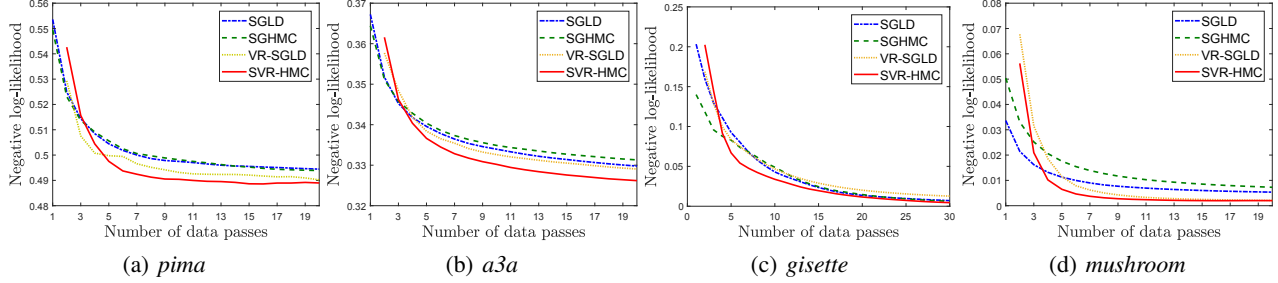 Negative log-likelihood
0.56
0.55
0.54
0.53
0.52
0.51
0.5
0.49
0.48
1 3 5 7 9 11 13 15 17 19
Number of data passes
SGLD
SGHMC
VR-SGLD
SVR-HMC
(a) pima
Negative log-likelihood
0.37
0.36
0.35
0.34
0.33
0.32
1 3 5 7 9 11 13 15 17 19
Number of data passes
SGLD
SGHMC
VR-SGLD
SVR-HMC
(b) a3a
Negative log-likelihood
0.25
0.2
0.15
0.1
0.05
0
1 5 10 15 20 25 30
Number of data passes
SGLD
SGHMC
VR-SGLD
SVR-HMC
(c) gisette
Negative log-likelihood
0.08
0.07
0.06
0.05
0.04
0.03
0.02
0.01
0
1 3 5 7 9 11 13 15 17 19
Number of data passes
SGLD
SGHMC
VR-SGLD
SVR-HMC
(d) mushroom